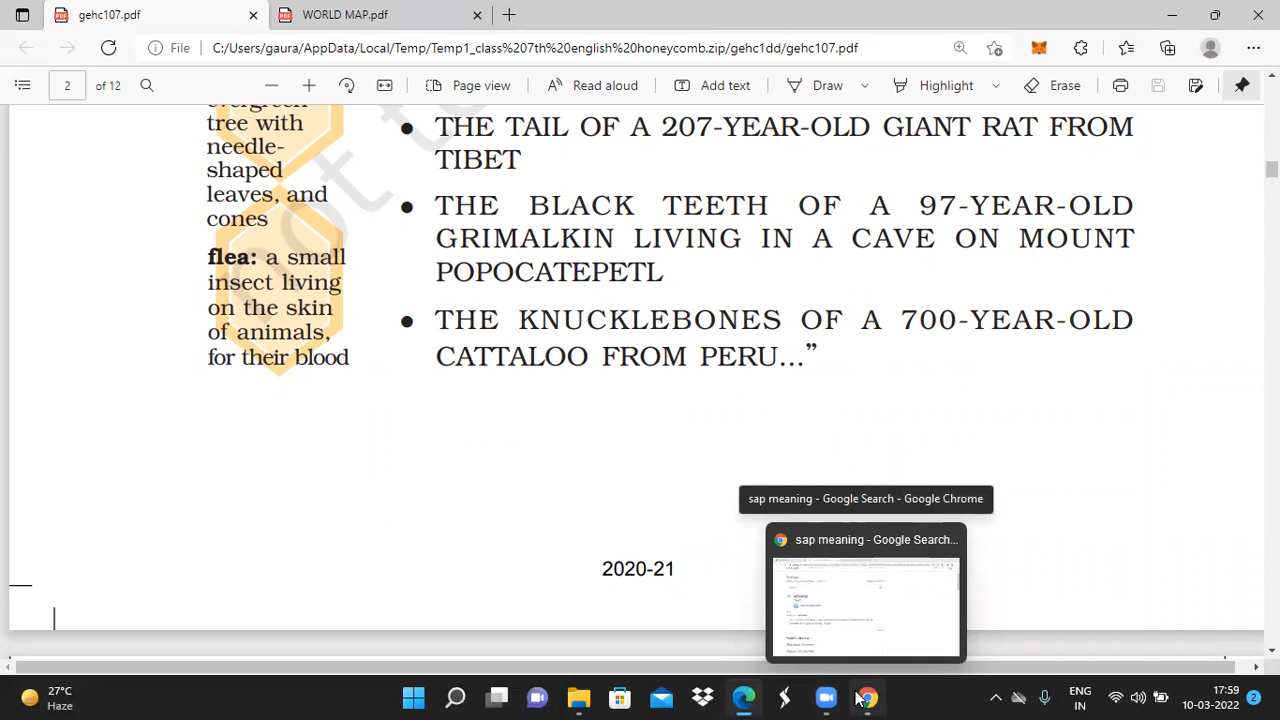 gehc107.pdf
WORLD MAP.pdf
File
C:/Users/gaura/AppData/Local/Temp/Temp1_class%207th%20english%20honeycomb.zip/gehc1dd/gehc107.pdf
2 of 12
Page view
Read aloud
Add text
Draw
Highlight
Erase
evergreen
tree with
needle-
shaped
leaves, and
cones
flea: a small
insect living
on the skin
of animals,
for their blood
not t
• THE TAIL OF A 207-YEAR-OLD GIANT RAT FROM
TIBET
• THE BLACK TEETH OF A 97-YEAR-OLD
GRIMALKIN LIVING IN A CAVE ON MOUNT
POPOCATEPETL
• THE KNUCKLEBONES OF A 700-YEAR-OLD
CATTALOO FROM PERU...”
sap meaning - Google Search - Google Chrome
sap meaning - Google Search...
2020-21
27°C
Haze
ENG
IN
17:59
10-03-2022
2